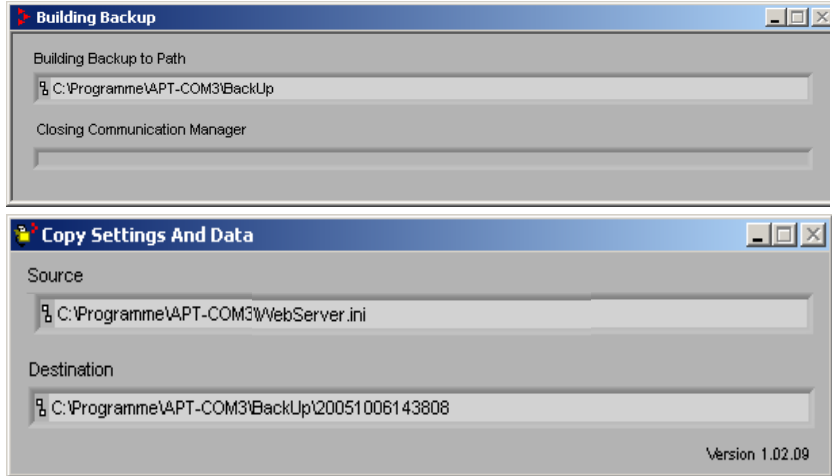 Building Backup
Building Backup to Path
C:\Programme\APT-COM3\BackUp
Closing Communication Manager
Copy Settings And Data
Source
C:\Programme\APT-COM3\WebServer.ini
Destination
C:\Programme\APT-COM3\BackUp\20051006143808
Version 1.02.09